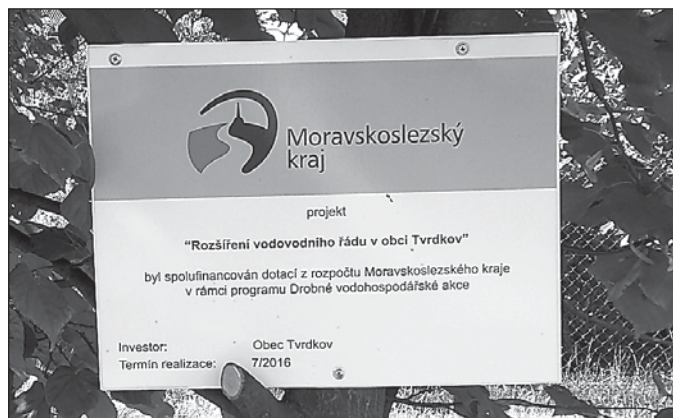 Moravskoslezský
kraj
projekt
"Rozšíření vodovodního řádu v obci Tvrdkov"
byl spolufinancován dotací z rozpočtu Moravskoslezského kraje
v rámci programu Drobné vodohospodářské akce
Investor: Obec Tvrdkov
Termín realizace: 7/2016